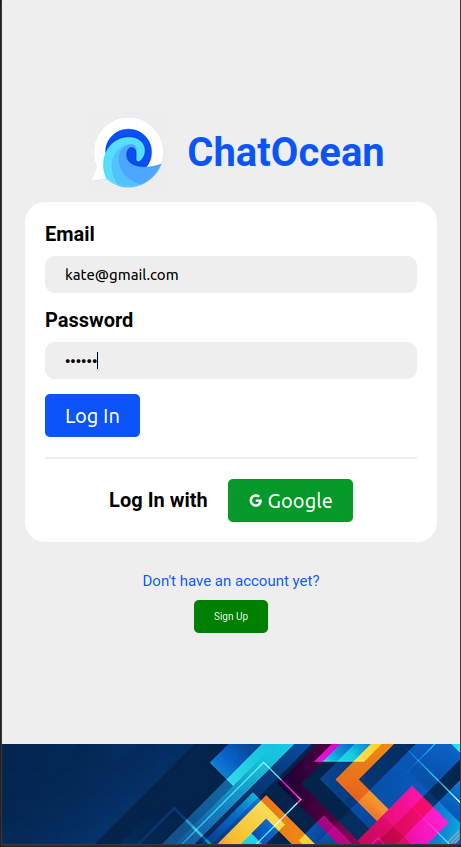 ChatOcean
Email
kate@gmail.com
Password
••••••
Log In
Log In with
G Google
Don't have an account yet?
Sign Up